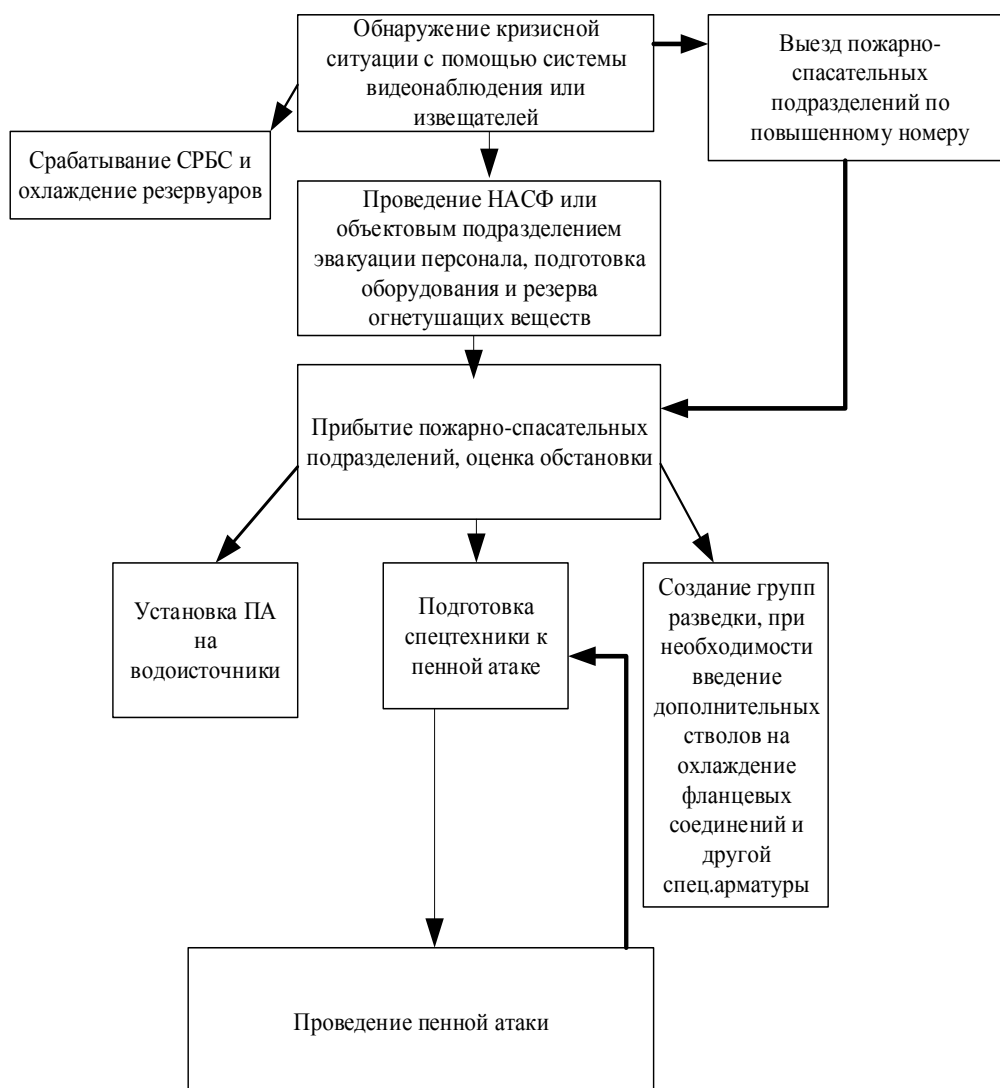 Обнаружение кризисной
ситуации с помощью системы
видеонаблюдения или
извещателей
Выезд пожарно-
спасательных
подразделений по
повышенному номеру
Срабатывание СРБС и
охлаждение резервуаров
Проведение НАСФ или
объектовым подразделением
эвакуации персонала, подготовка
оборудования и резерва
огнетушащих веществ
Прибытие пожарно-спасательных
подразделений, оценка обстановки
Установка ПА
на
водоисточники
Подготовка
спецтехники к
пенной атаке
Создание групп
разведки, при
необходимости
введение
дополнительных
стволов на
охлаждение
фланцевых
соединений и
другой
спец.арматуры
Проведение пенной атаки